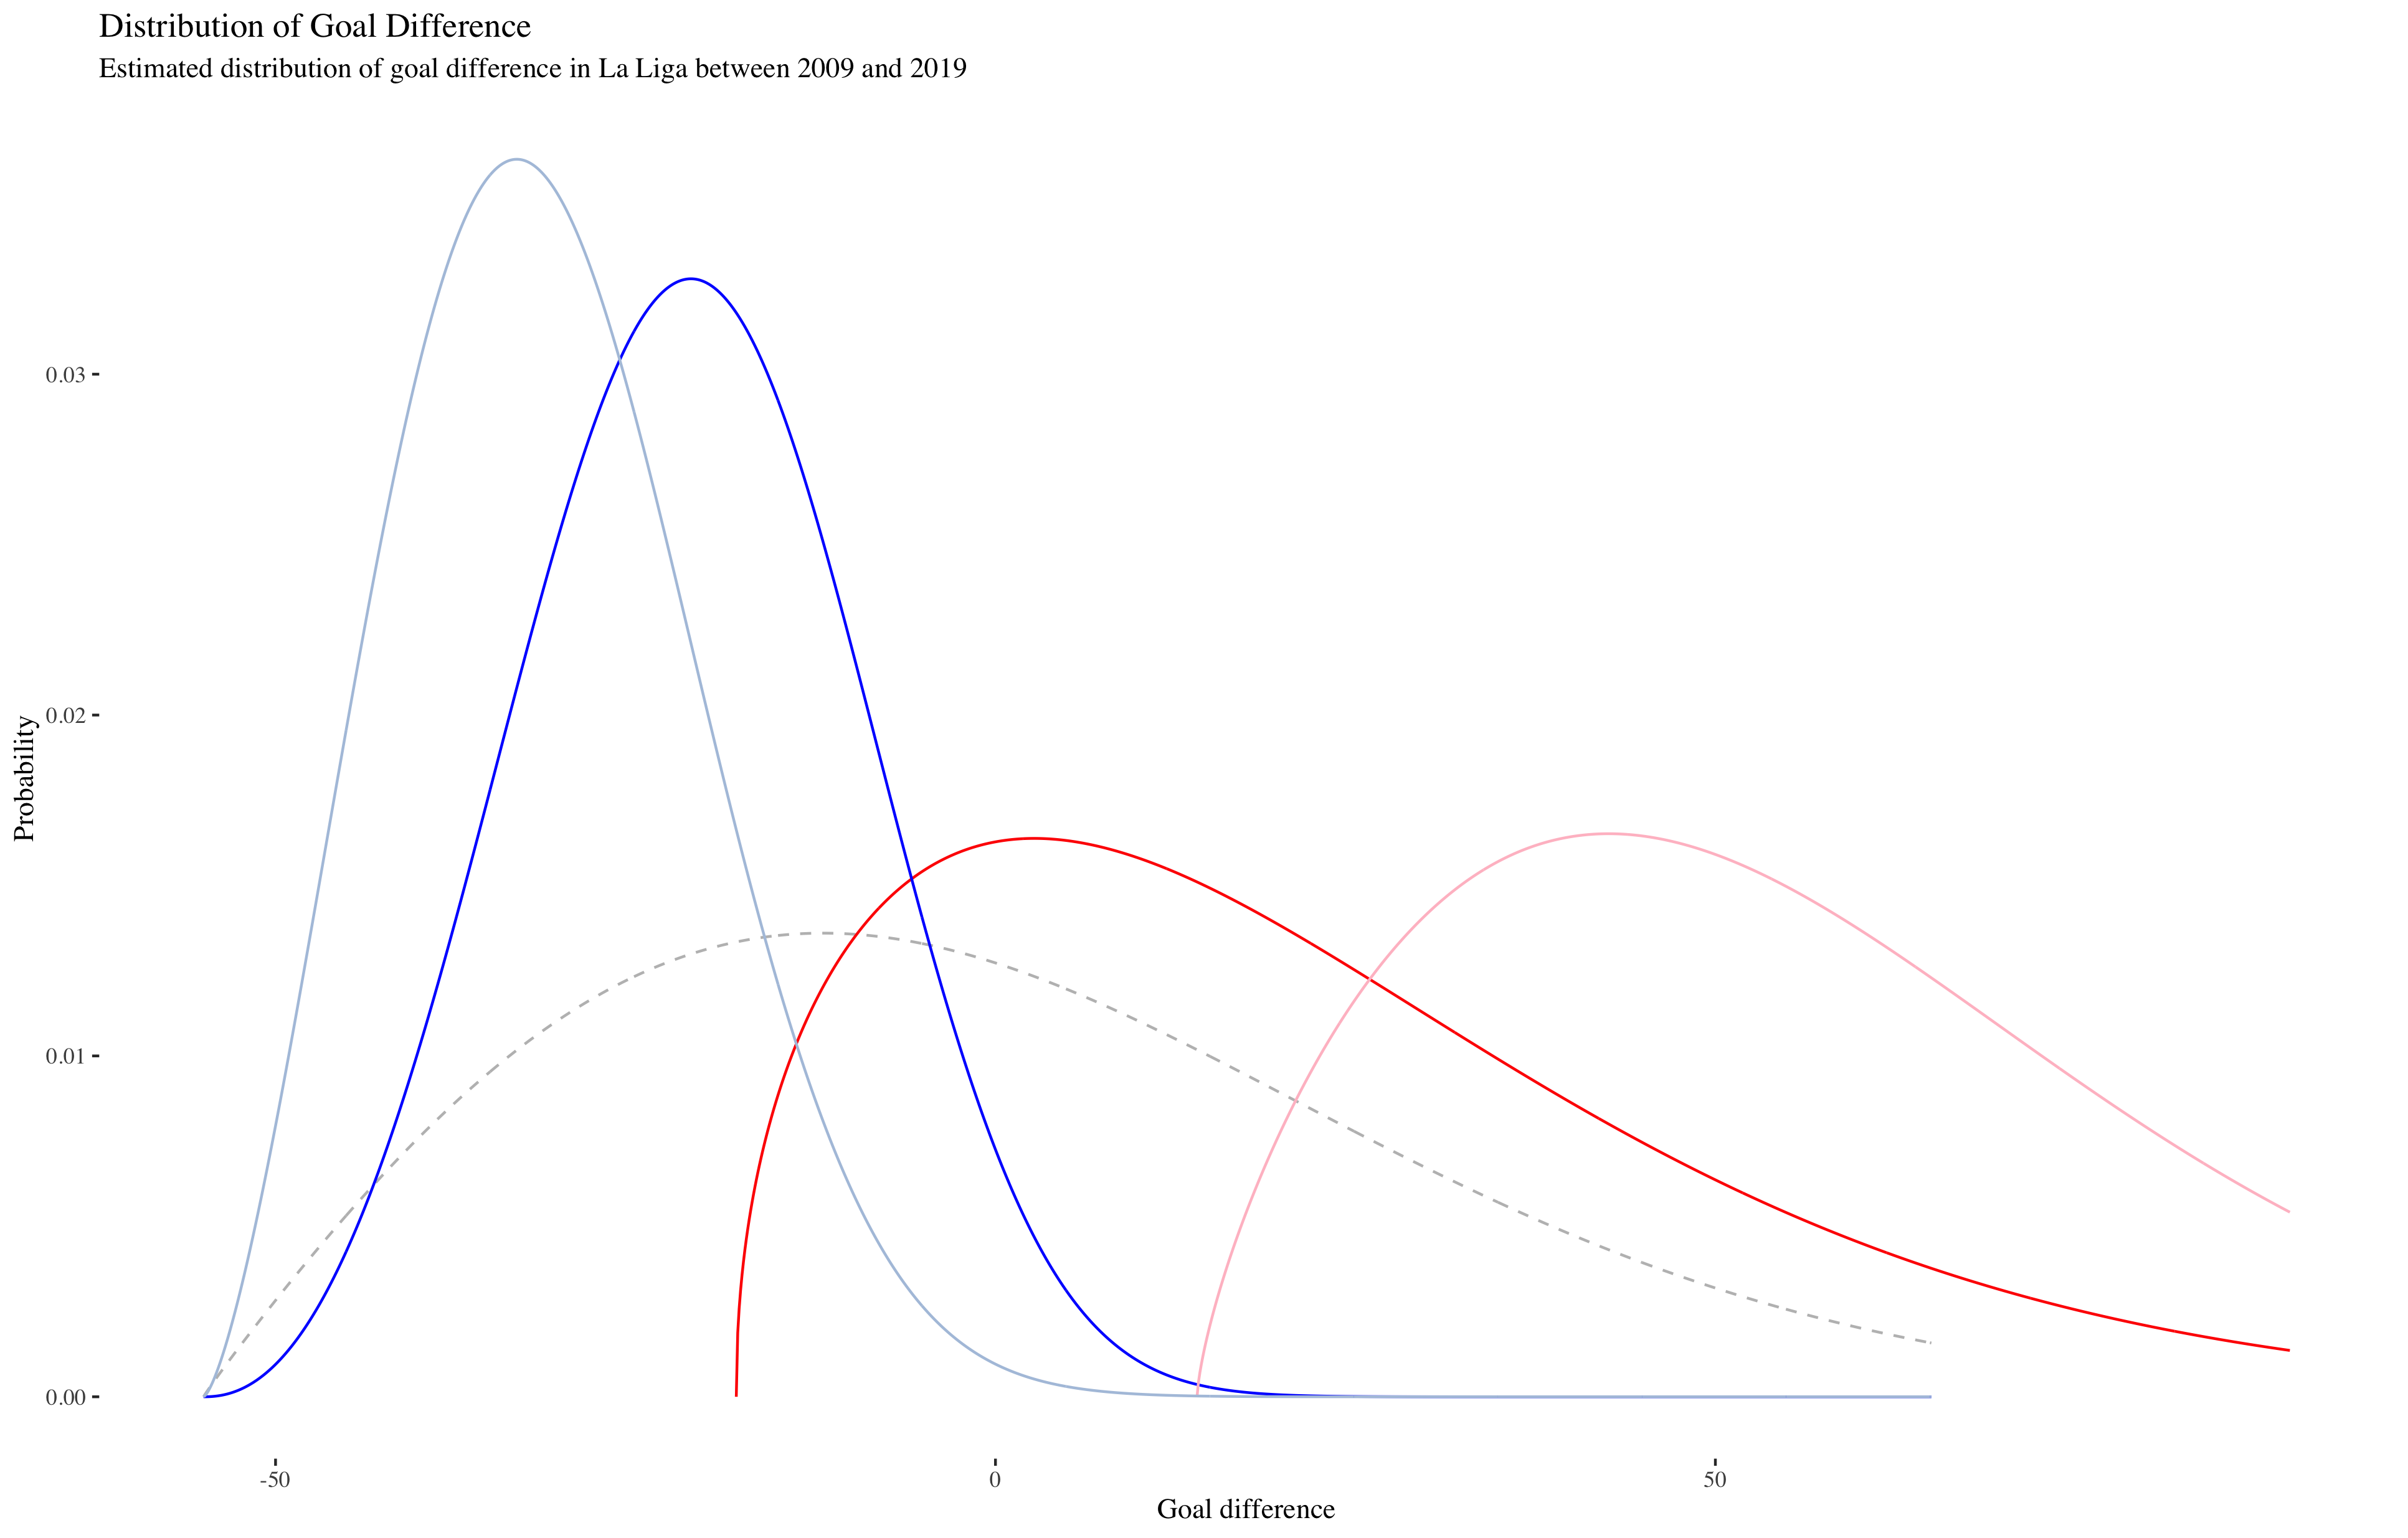 Distribution of Goal Difference
Estimated distribution of goal difference in La Liga between 2009 and 2019
0.03
0.02
0.01
0.00
Probability
-50
0
50
Goal difference